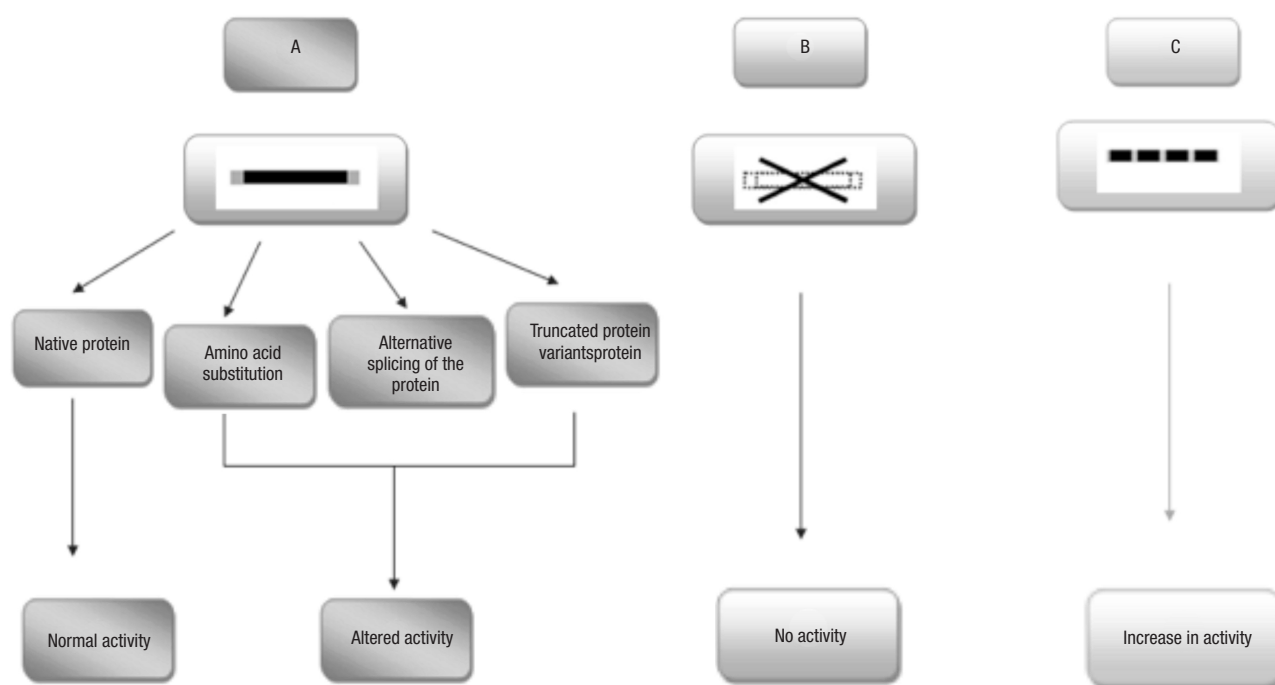 A
B
C
Native protein
Amino acid
substitution
Alternative
splicing of the
protein
Truncated protein
variantsprotein
Normal activity
Altered activity
No activity
Increase in activity